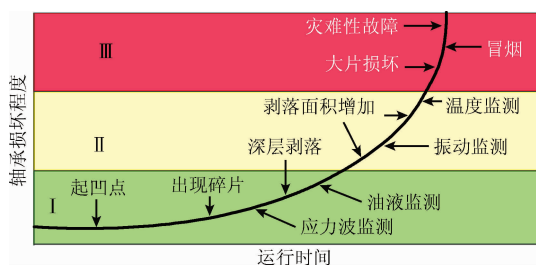 灾难性故障
Ⅲ
冒烟
大片损坏
剥落面积增加
温度监测
Ⅱ
振动监测
深层剥落
起凹点
出现碎片
油液监测
Ⅰ
应力波监测
轴承损坏程度
运行时间